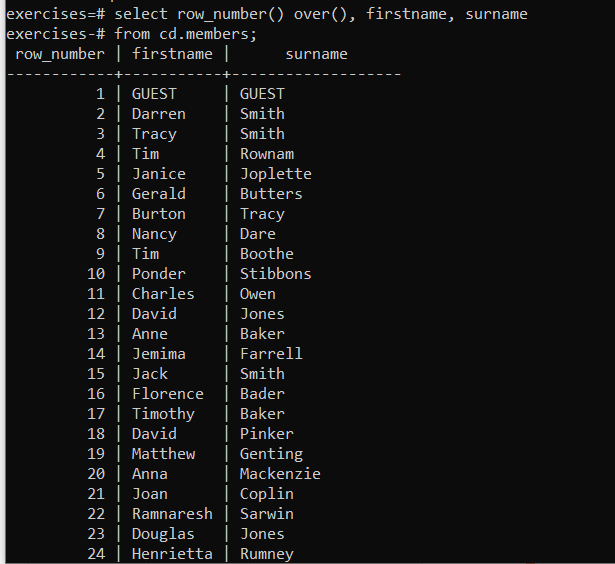 exercises=# select row_number() over(), firstname, surname
exercises-# from cd.members;
 row_number | firstname |      surname
------------+-----------+-------------------
          1 | GUEST     | GUEST
          2 | Darren    | Smith
          3 | Tracy     | Smith
          4 | Tim       | Rownam
          5 | Janice    | Joplette
          6 | Gerald    | Butters
          7 | Burton    | Tracy
          8 | Nancy     | Dare
          9 | Tim       | Boothe
         10 | Ponder    | Stibbons
         11 | Charles   | Owen
         12 | David     | Jones
         13 | Anne      | Baker
         14 | Jemima    | Farrell
         15 | Jack      | Smith
         16 | Florence  | Bader
         17 | Timothy   | Baker
         18 | David     | Pinker
         19 | Matthew   | Genting
         20 | Anna      | Mackenzie
         21 | Joan      | Coplin
         22 | Ramnaresh | Sarwin
         23 | Douglas   | Jones
         24 | Henrietta | Rumney